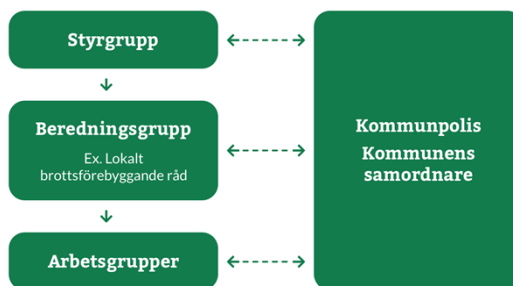 Styrgrupp
Beredningsgrupp
Ex. Lokalt
brottsförebyggande råd
Arbetsgrupper
Kommunpolis
Kommunens
samordnare